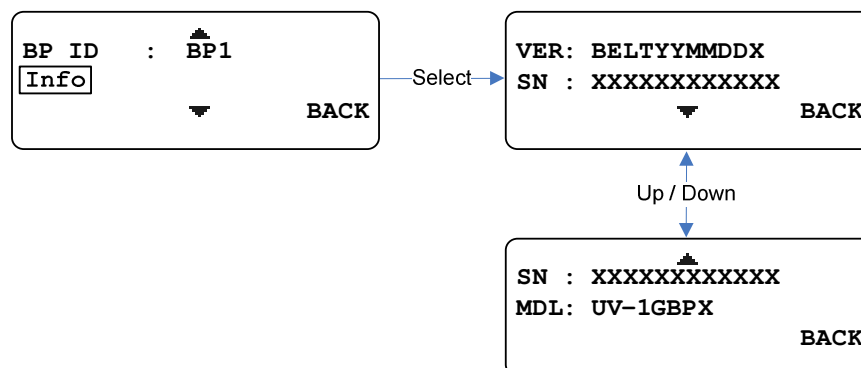 BP ID : BP1
Info
BACK
Select
VER: BELTYYMMDDX
SN : XXXXXXXXXXXX
BACK
Up / Down
SN : XXXXXXXXXXXX
MDL: UV-1GBPX
BACK